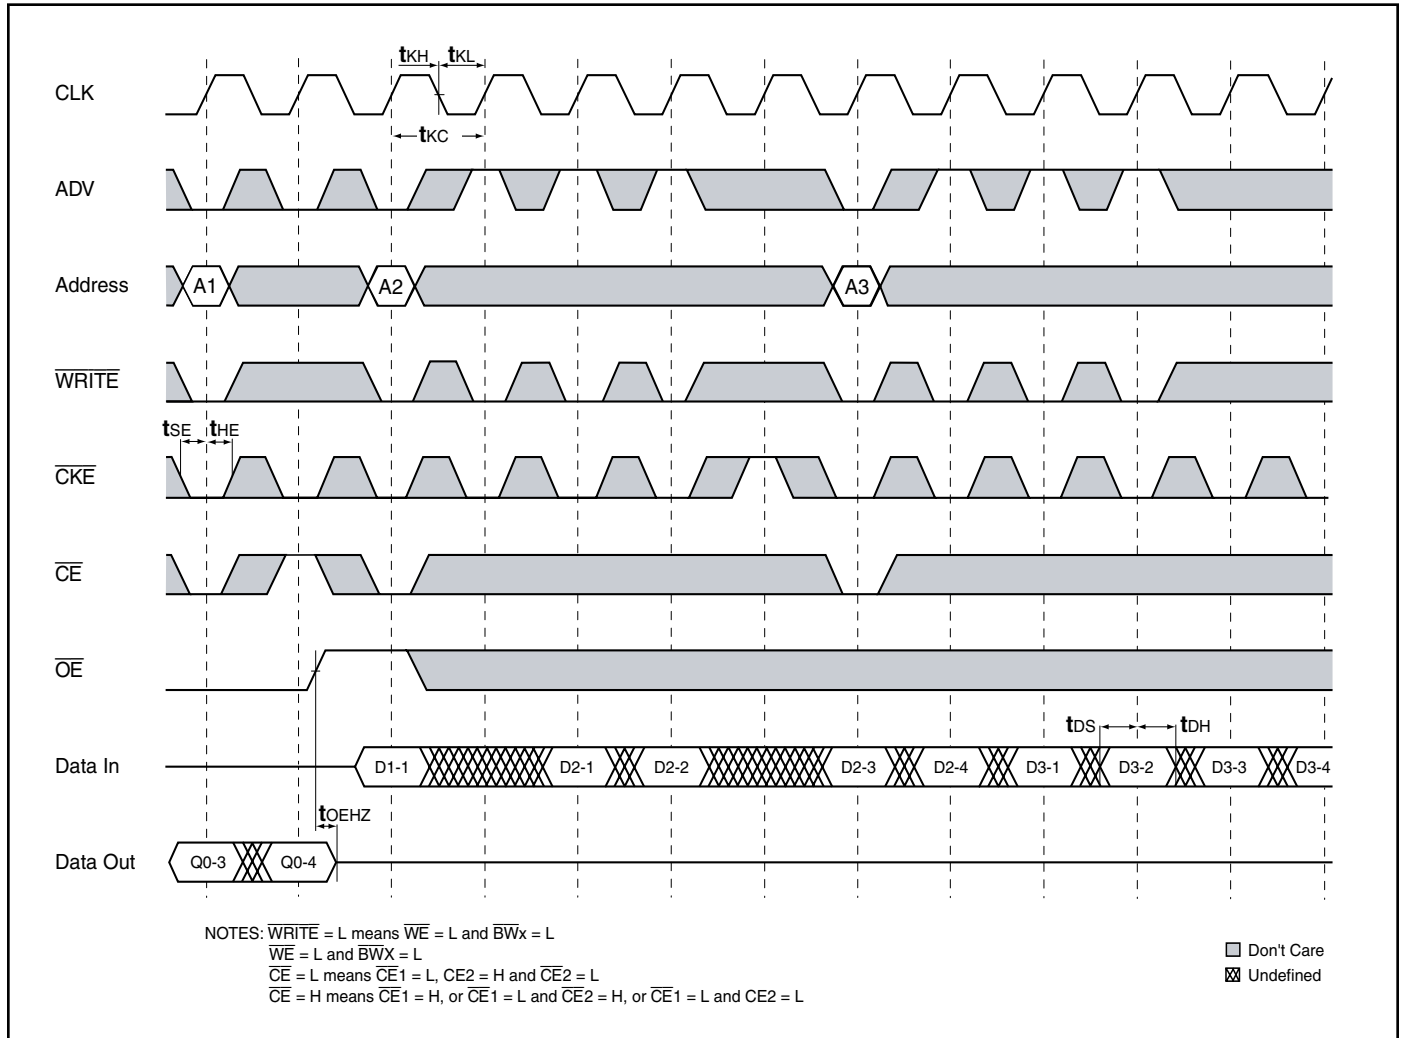 tKH tKL
CLK
tKC
ADV
Address A1 A2 A3
WRITE
tSE tHE
CKE
CE
OE
tDS tDH
Data In D1-1 D2-1 D2-2 D2-3 D2-4 D3-1 D3-2 D3-3 D3-4
tOEHZ
Data Out Q0-3 Q0-4
NOTES: WRITE = L means WE = L and BWx = L
WE = L and BWX = L
CE = L means CE1 = L, CE2 = H and CE2 = L
CE = H means CE1 = H, or CE1 = L and CE2 = H, or CE1 = L and CE2 = L
Don't Care
Undefined